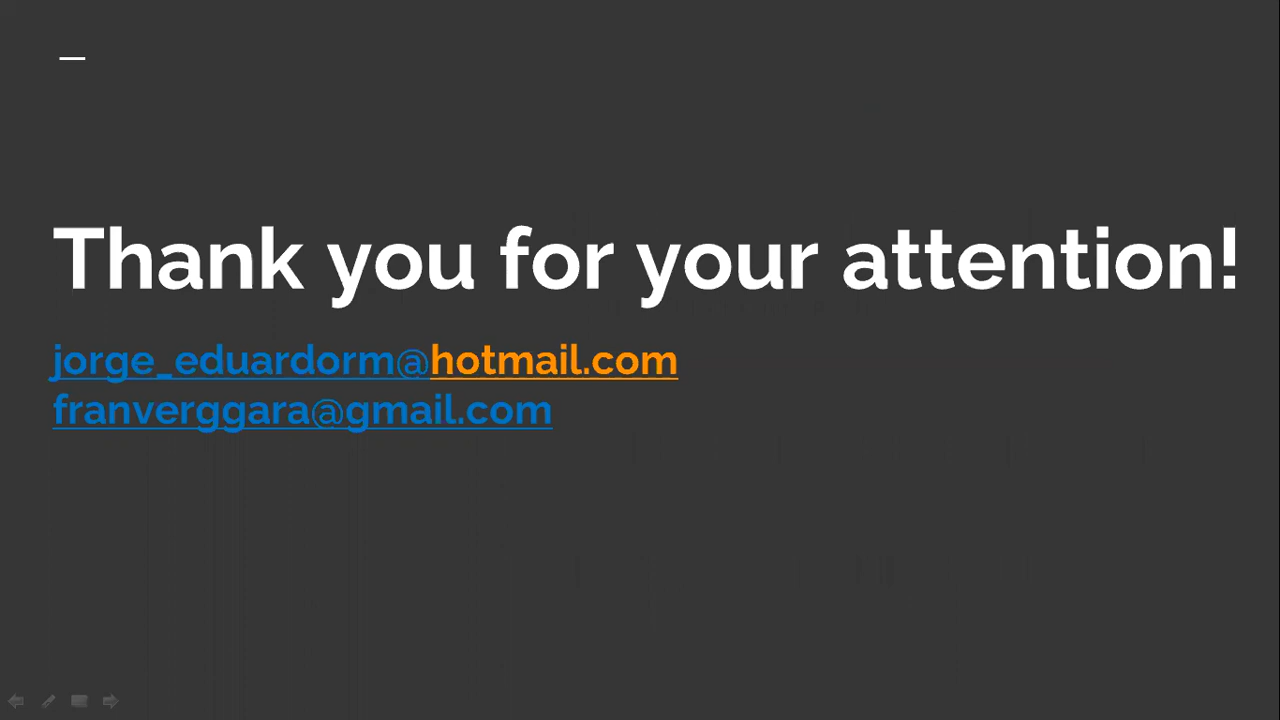 Thank you for your attention!
jorge_eduardorm@hotmail.com
franverggara@gmail.com